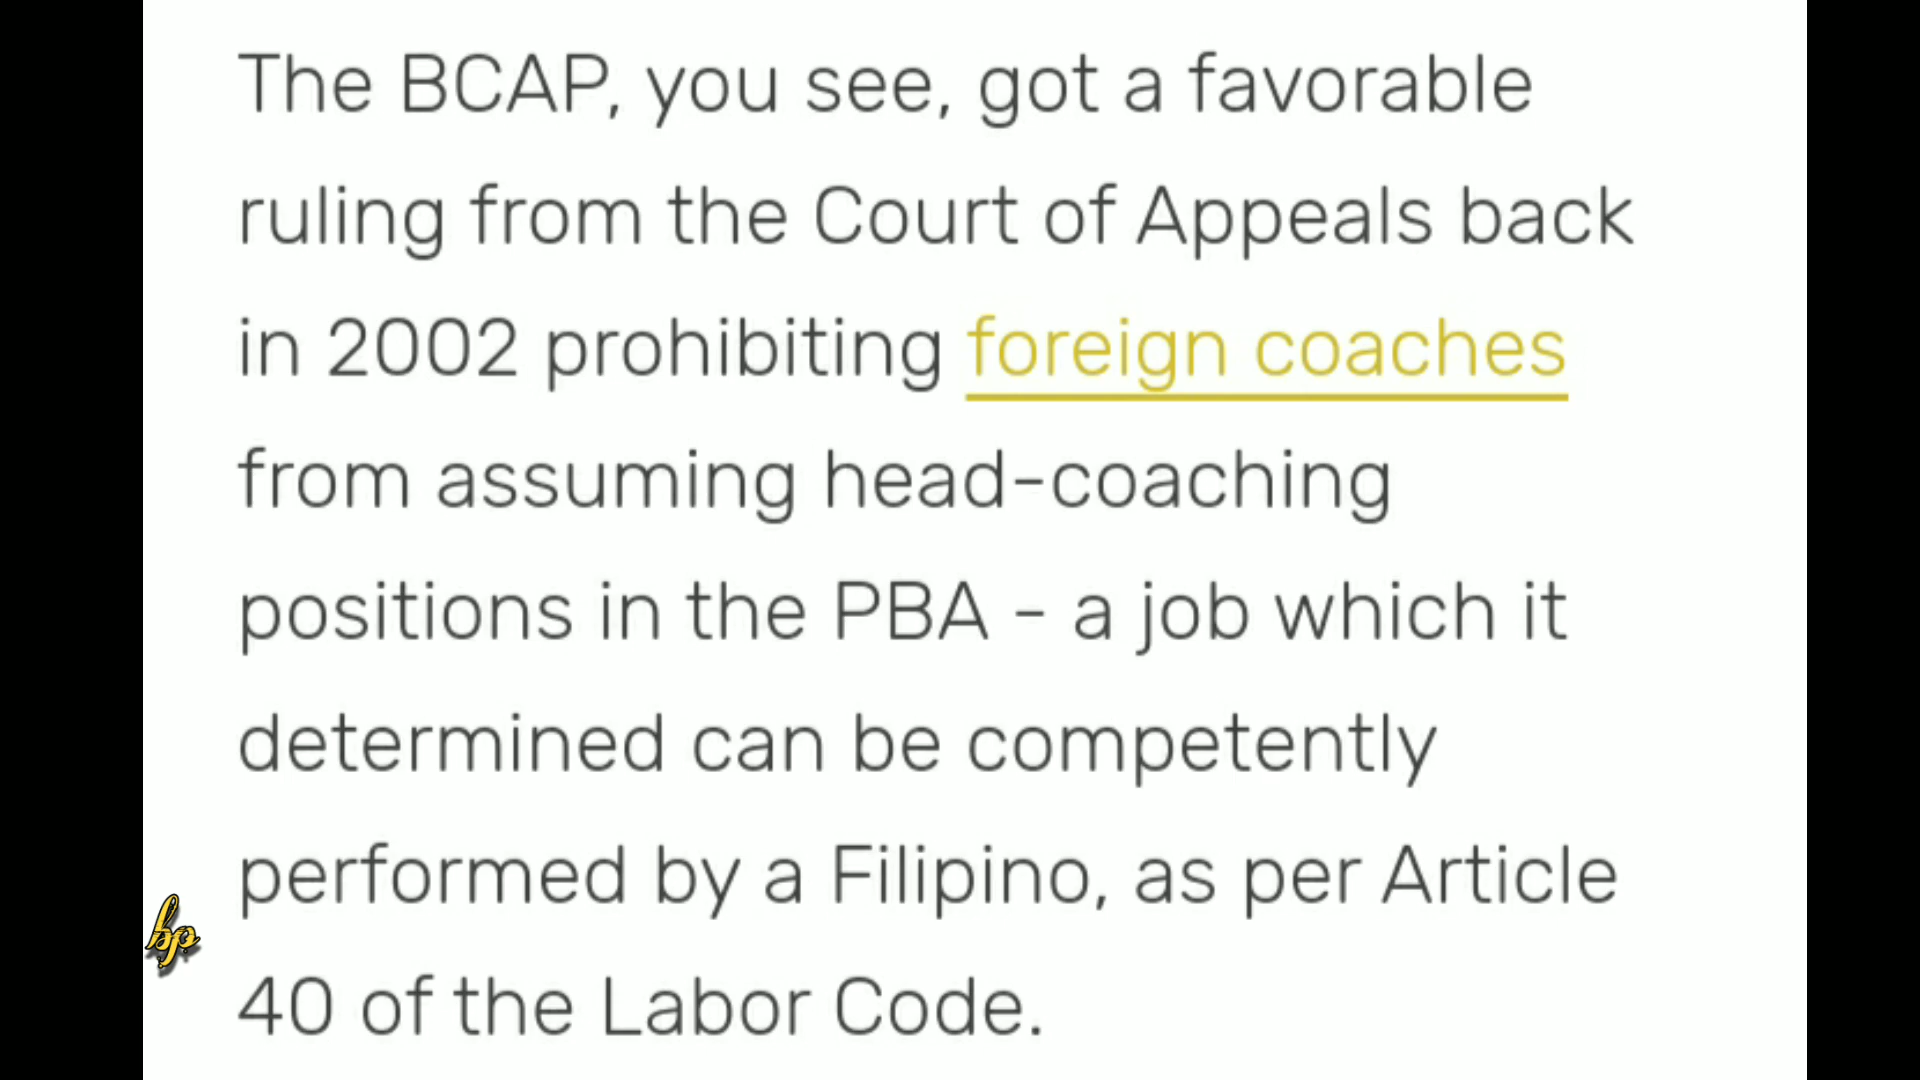 The BCAP, you see, got a favorable
ruling from the Court of Appeals back
in 2002 prohibiting foreign coaches
from assuming head-coaching
positions in the PBA - a job which it
determined can be competently
performed by a Filipino, as per Article
40 of the Labor Code.
bp